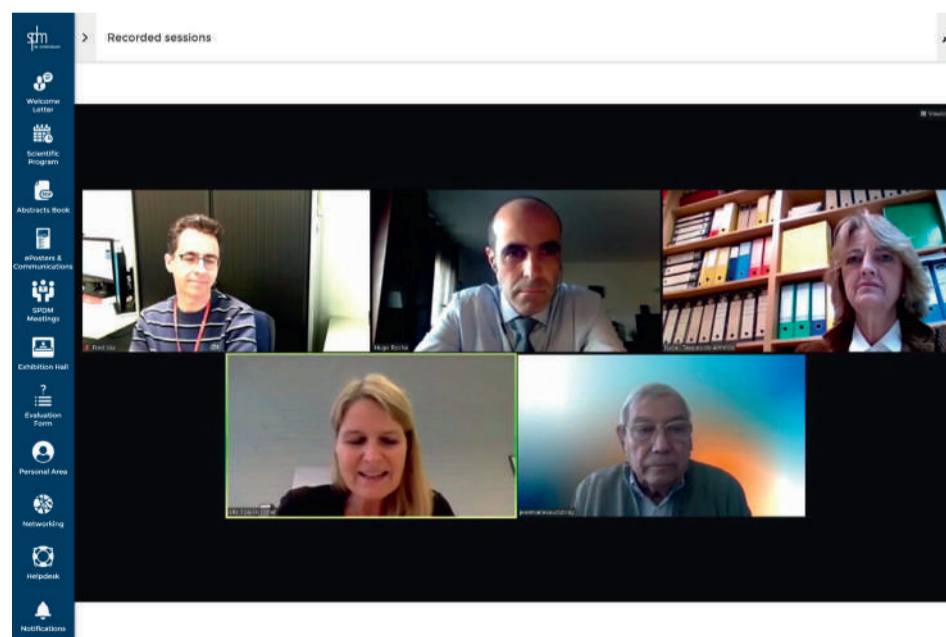 spdm
Recorded sessions
Welcome
Letter
Scientific
Program
Abstracts Book
ePosters &
Communications
SPDM
Meetings
Exhibition Hall
?
Evaluation
Form
Personal Area
Networking
Helpdesk
Notifications
Hugo Rocha